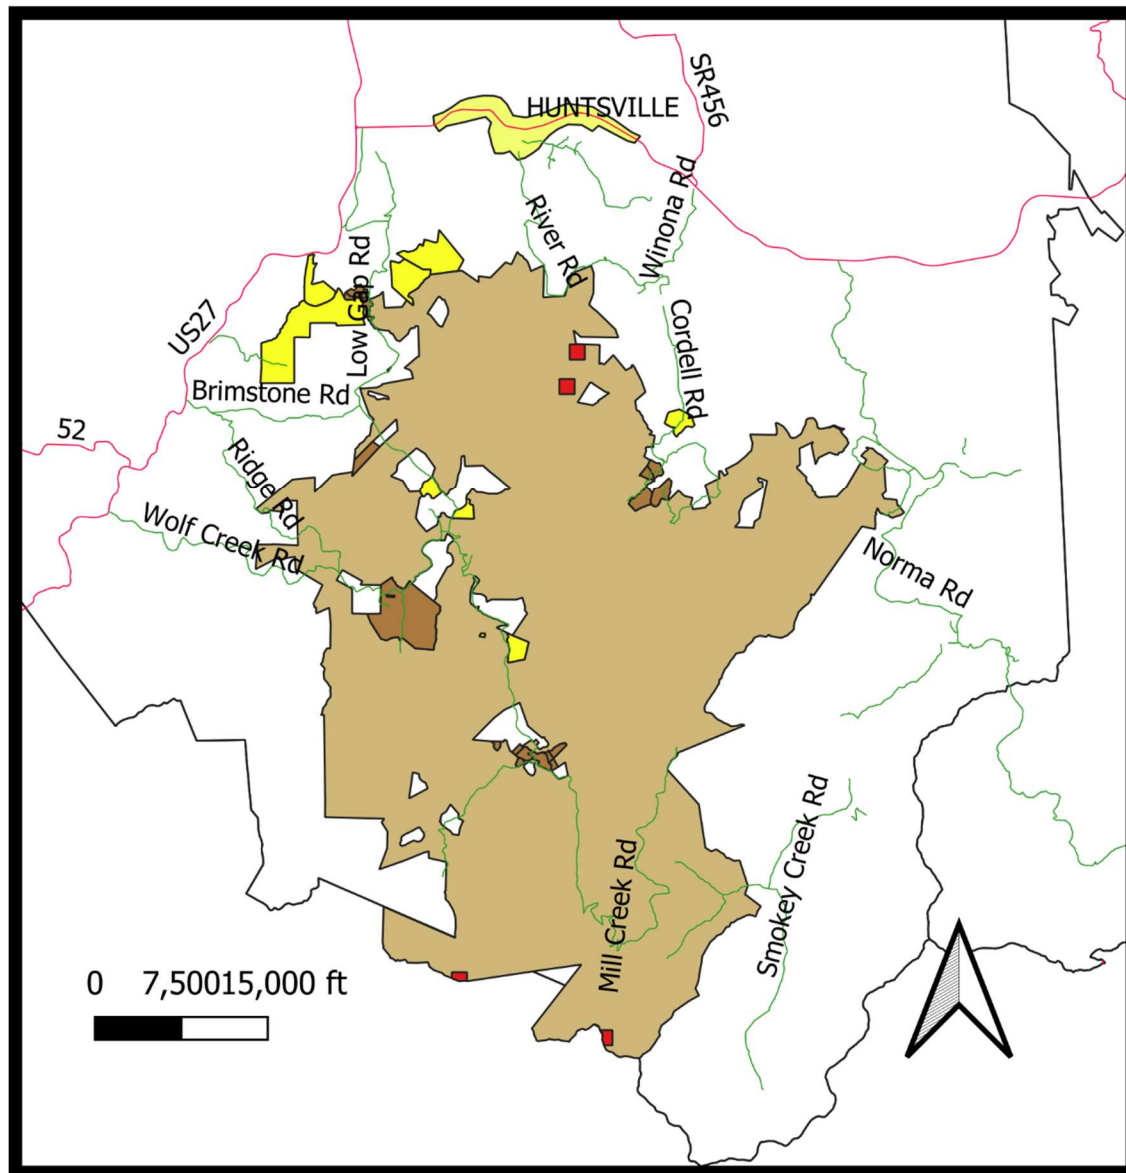 SR456
HUNTSVILLE
Winona Rd
River Rd
Low Gap Rd
US27
Cordell Rd
Brimstone Rd
52
Ridge Rd
Wolf Creek Rd
Norma Rd
Smokey Creek Rd
Mill Creek Rd
0 7,50015,000 ft